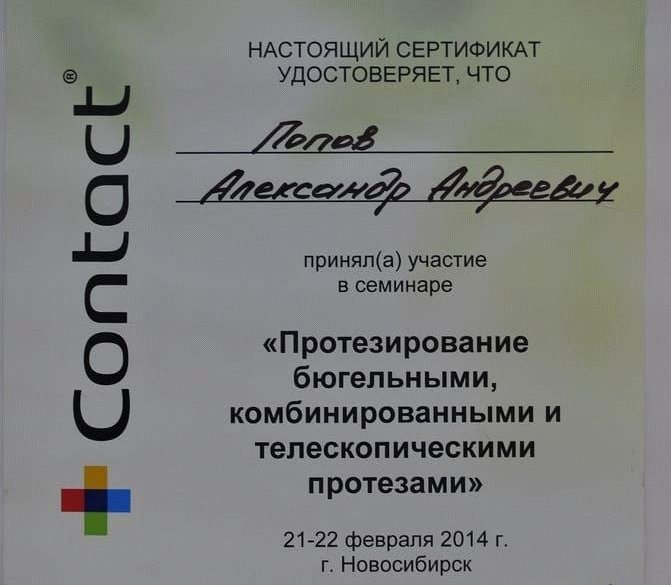 contact®
НАСТОЯЩИЙ СЕРТИФИКАТ
УДОСТОВЕРЯЕТ, ЧТО
Попов
Александр Андреевич
принял(а) участие
в семинаре
«Протезирование
бюгельными,
комбинированными и
телескопическими
протезами»
21-22 февраля 2014 г.
г. Новосибирск